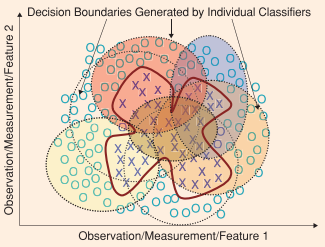 Decision Boundaries Generated by Individual Classifiers
Observation/Measurement/Feature 2
Observation/Measurement/Feature 1